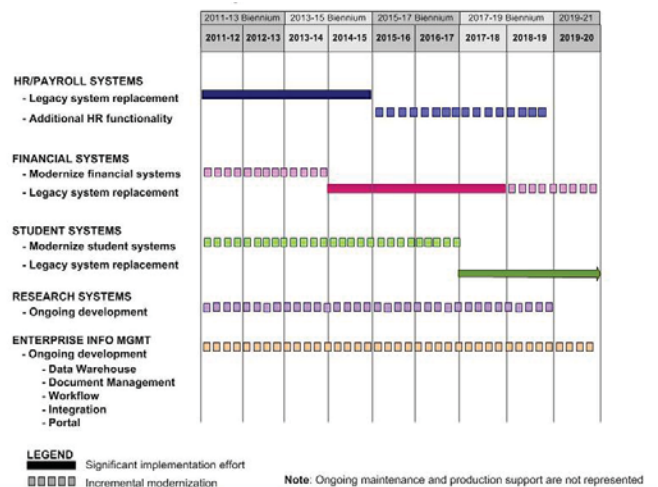 2011-13 Biennium 2013-15 Biennium 2015-17 Biennium 2017-19 Biennium 2019-21
2011-12 2012-13 2013-14 2014-15 2015-16 2016-17 2017-18 2018-19 2019-20
HR/PAYROLL SYSTEMS
- Legacy system replacement
- Additional HR functionality
FINANCIAL SYSTEMS
- Modernize financial systems
- Legacy system replacement
STUDENT SYSTEMS
- Modernize student systems
- Legacy system replacement
RESEARCH SYSTEMS
- Ongoing development
ENTERPRISE INFO MGMT
- Ongoing development
- Data Warehouse
- Document Management
- Workflow
- Integration
- Portal
LEGEND
Significant implementation effort
Incremental modernization
Note: Ongoing maintenance and production support are not represented